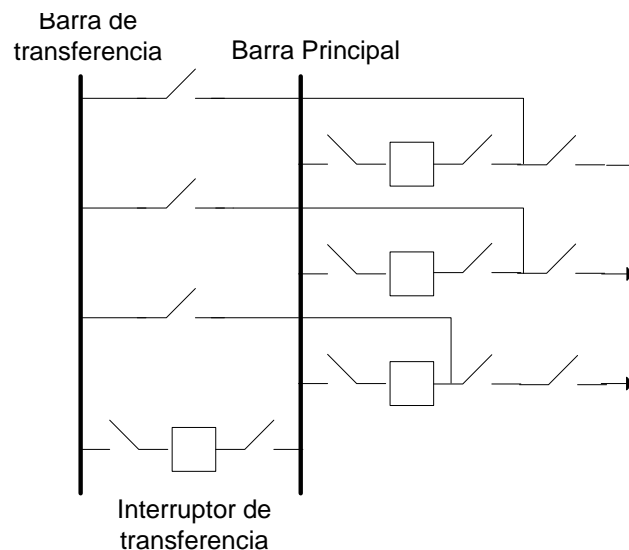 Barra de
transferencia
Barra Principal
Interruptor de
transferencia